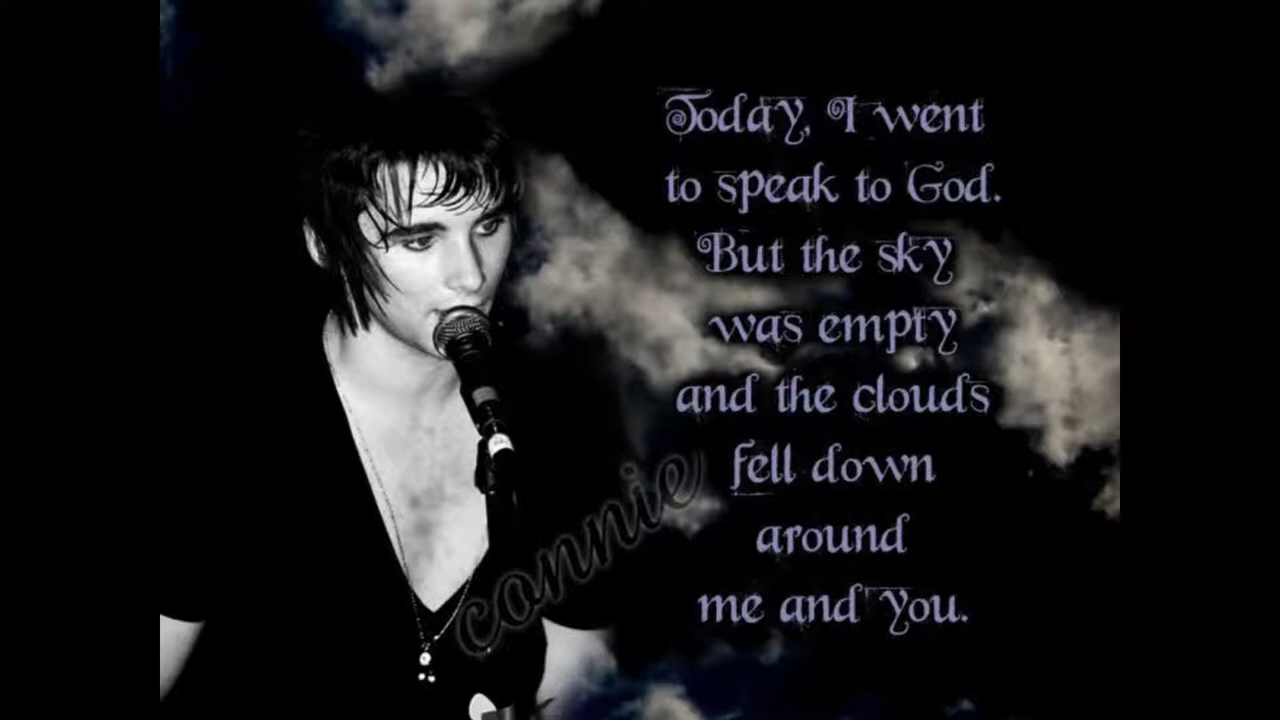 Today, I went
to speak to God.
But the sky
was empty
and the clouds
fell down
around
me and You.
connie